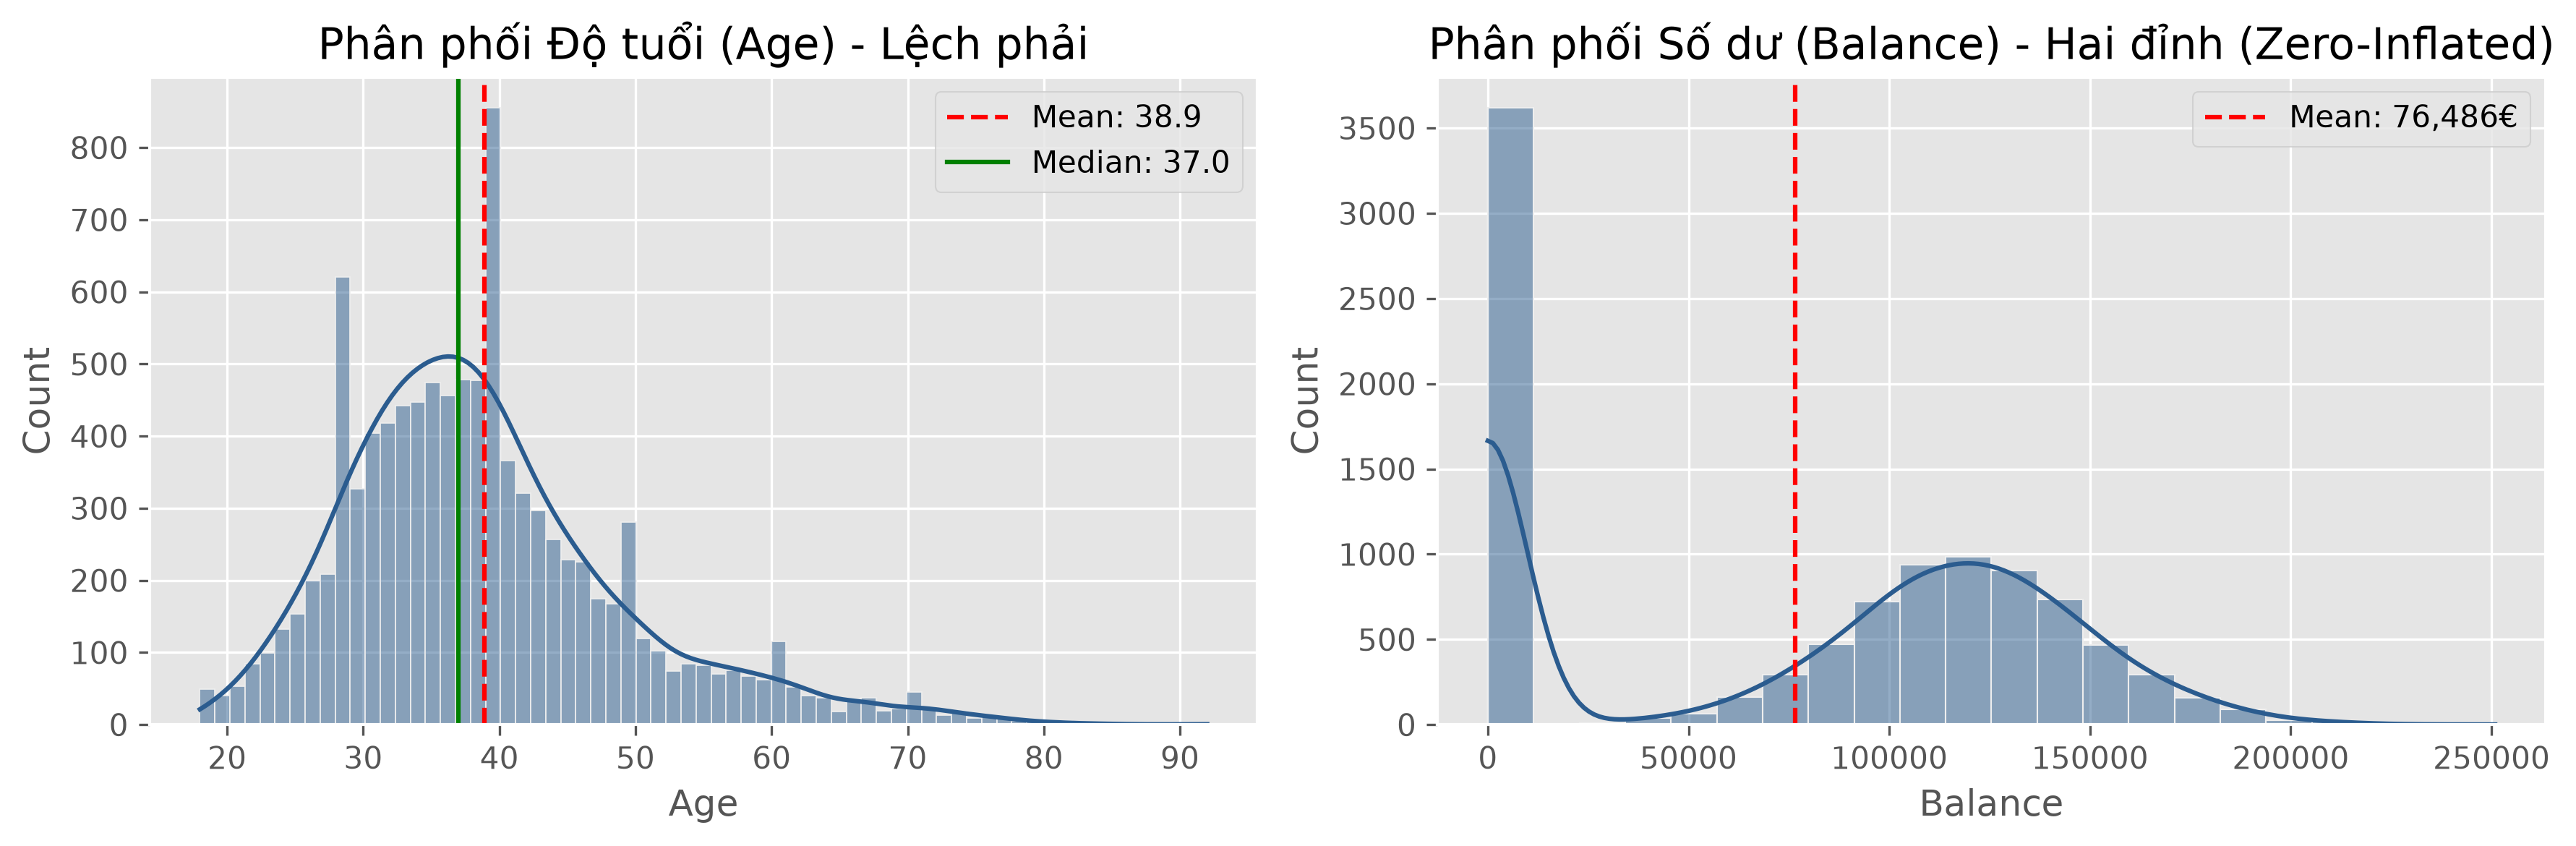 Phân phối Độ tuổi (Age) - Lệch phải
Mean: 38.9
Median: 37.0
Count
800
700
600
500
400
300
200
100
0
20 30 40 50 60 70 80 90
Age
Phân phối Số dư (Balance) - Hai đỉnh (Zero-Inflated)
Mean: 76,486€
Count
3500
3000
2500
2000
1500
1000
500
0
0 50000 100000 150000 200000 250000
Balance